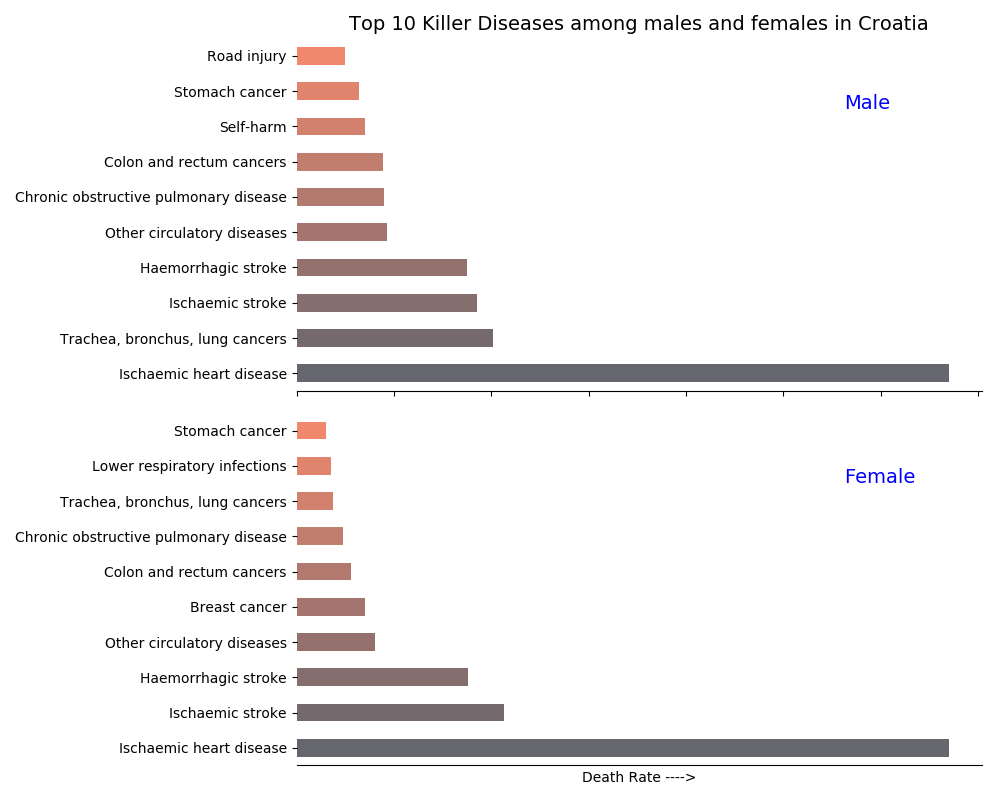 Top 10 Killer Diseases among males and females in Croatia
Road injury
Stomach cancer
Male
Self-harm
Colon and rectum cancers
Chronic obstructive pulmonary disease
Other circulatory diseases
Haemorrhagic stroke
Ischaemic stroke
Trachea, bronchus, lung cancers
Ischaemic heart disease
Stomach cancer
Lower respiratory infections
Female
Trachea, bronchus, lung cancers
Chronic obstructive pulmonary disease
Colon and rectum cancers
Breast cancer
Other circulatory diseases
Haemorrhagic stroke
Ischaemic stroke
Ischaemic heart disease
Death Rate ---->